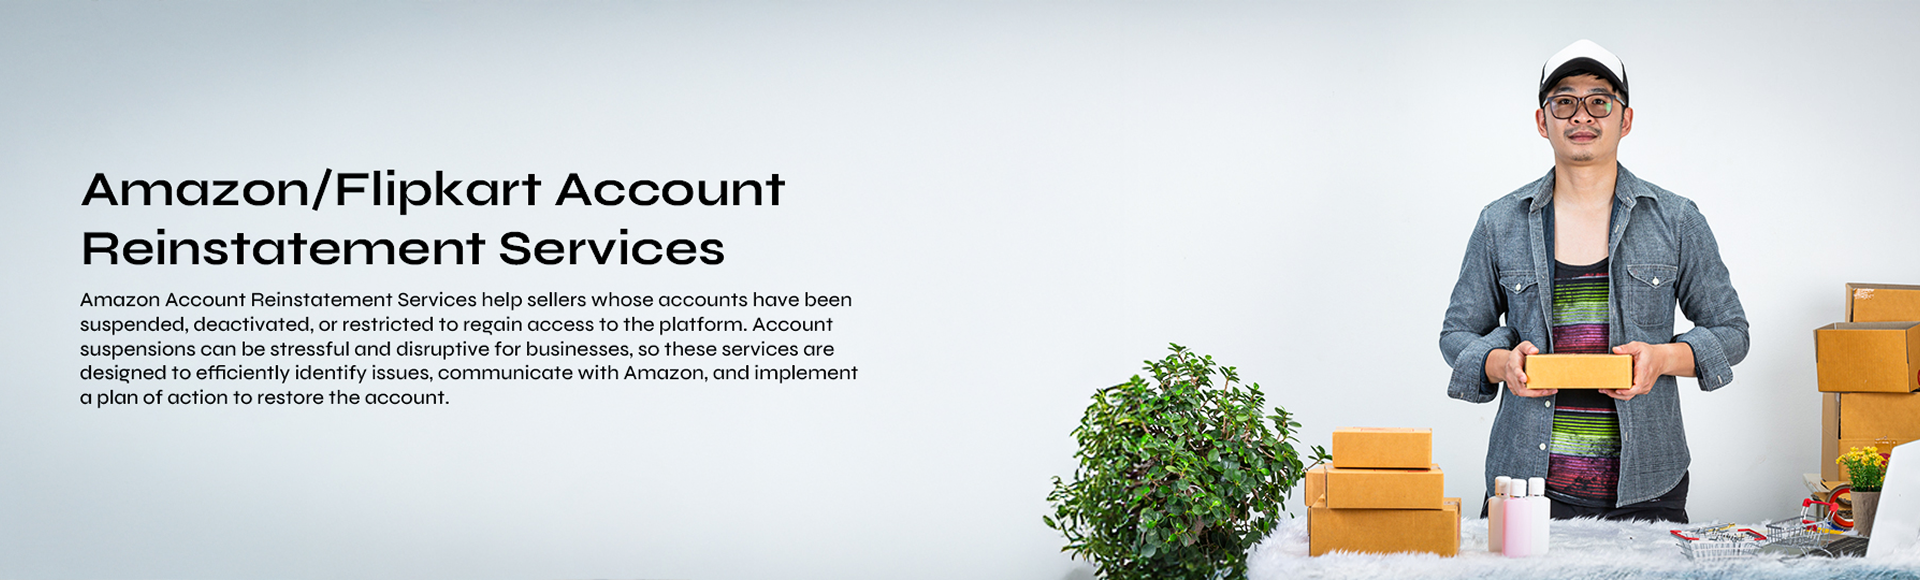 Amazon/Flipkart Account
Reinstatement Services
Amazon Account Reinstatement Services help sellers whose accounts have been
suspended, deactivated, or restricted to regain access to the platform. Account
suspensions can be stressful and disruptive for businesses, so these services are
designed to efficiently identify issues, communicate with Amazon, and implement
a plan of action to restore the account.